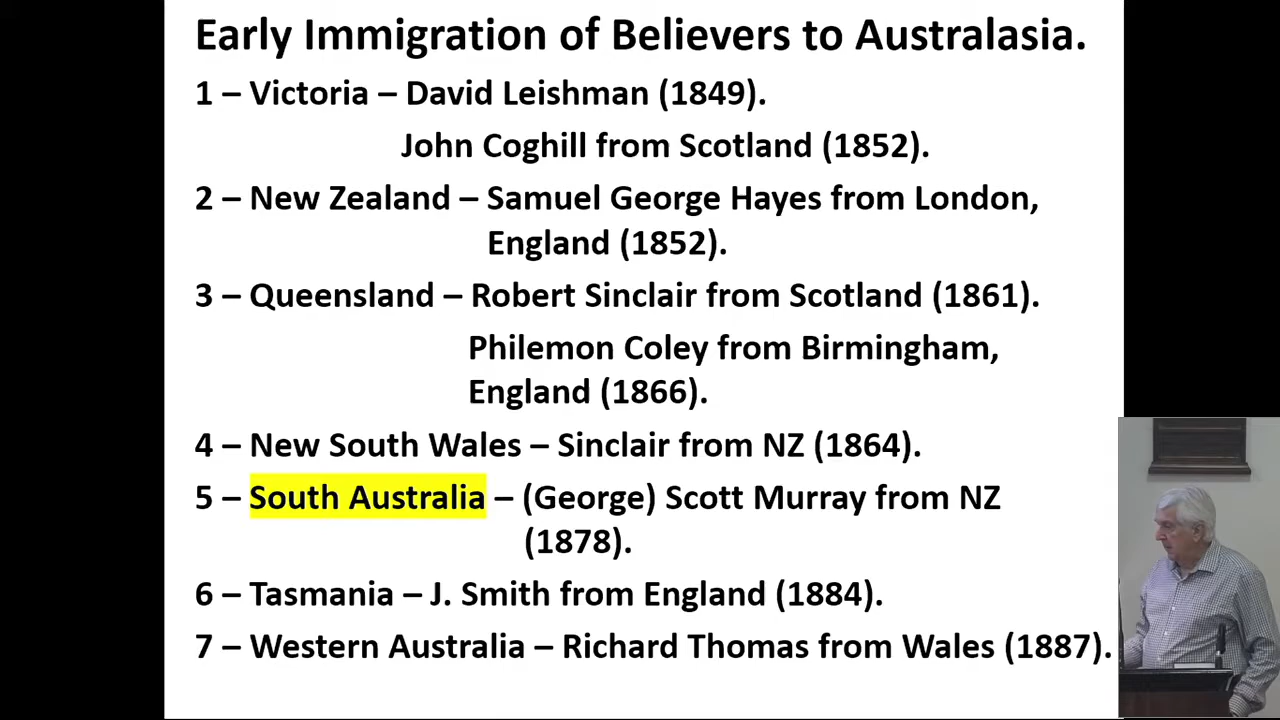 Early Immigration of Believers to Australasia.
1 – Victoria – David Leishman (1849).
John Coghill from Scotland (1852).
2 – New Zealand – Samuel George Hayes from London,
England (1852).
3 – Queensland – Robert Sinclair from Scotland (1861).
Philemon Coley from Birmingham,
England (1866).
4 – New South Wales – Sinclair from NZ (1864).
5 – South Australia – (George) Scott Murray from NZ
(1878).
6 – Tasmania – J. Smith from England (1884).
7 – Western Australia – Richard Thomas from Wales (1887).